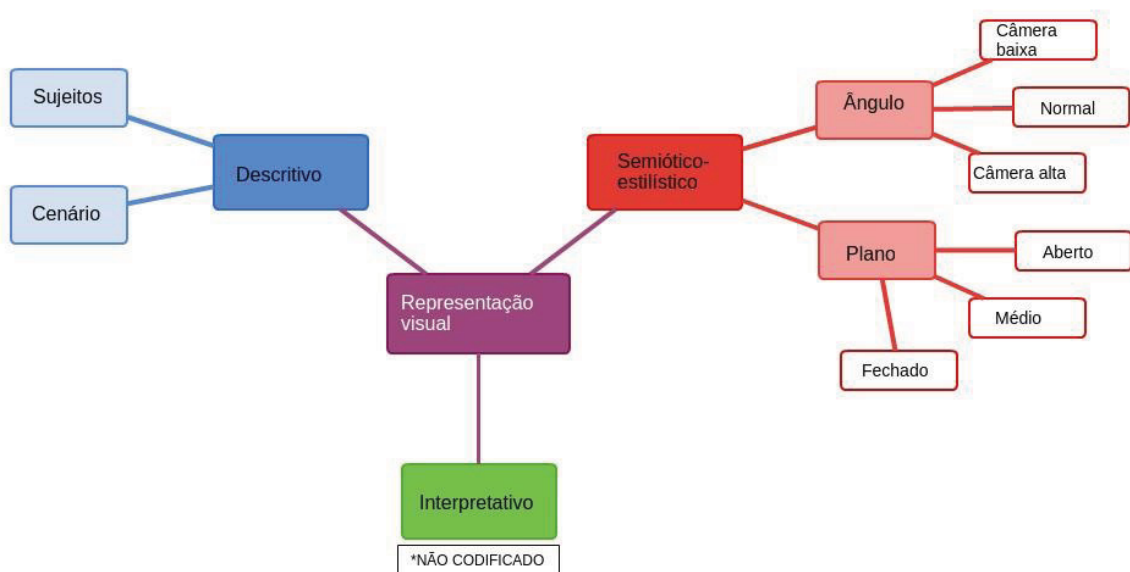 Sujeitos
Cenário
Descritivo
Representação
visual
Interpretativo
*NÃO CODIFICADO
Semiótico-
estilístico
Ângulo
Câmera
baixa
Normal
Câmera alta
Plano
Aberto
Médio
Fechado